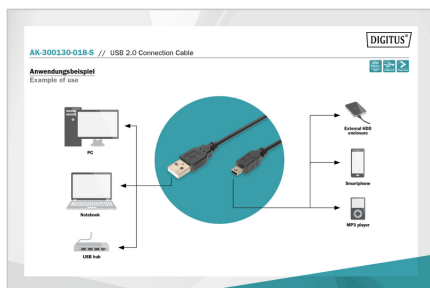 DIGITUS®
AK-300130-018-S // USB 2.0 Connection Cable
Anwendungsbeispiel
Example of use
PC
Notebook
USB hub
External HDD
enclosure
Smartphone
MP3 player